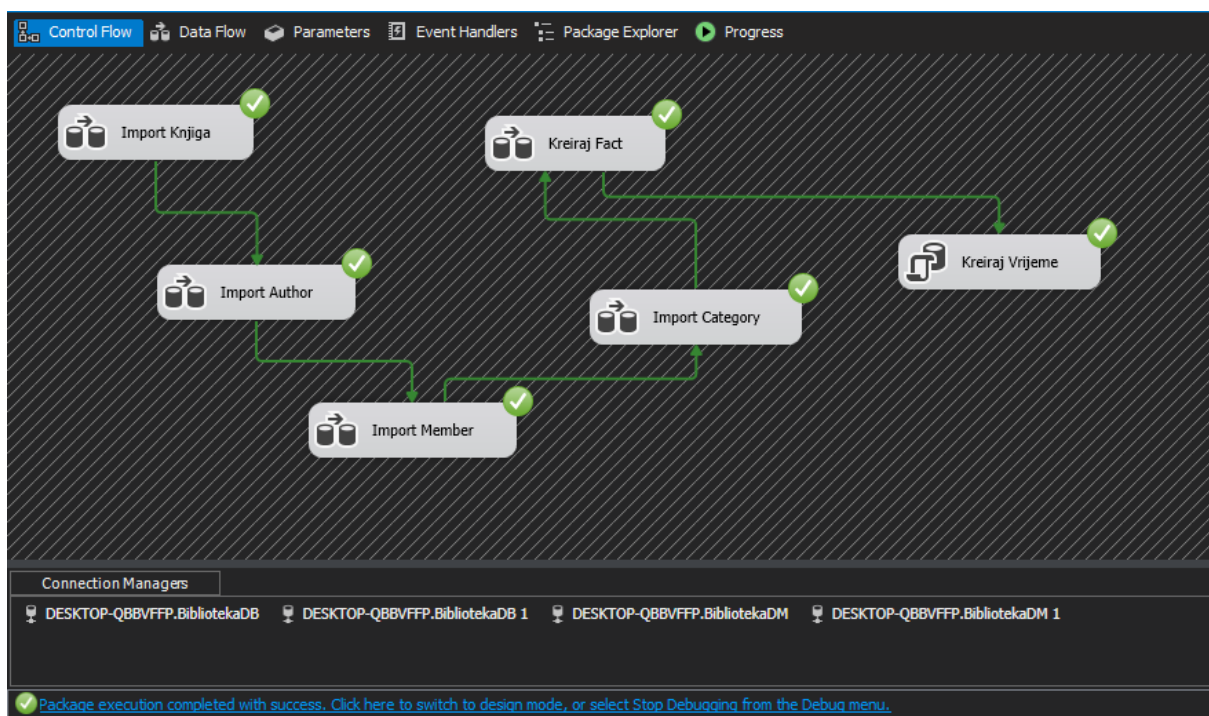 Control Flow Data Flow Parameters Event Handlers Package Explorer Progress
Import Knjiga
Kreiraj Fact
Kreiraj Vrijeme
Import Author
Import Category
Import Member
Connection Managers
DESKTOP-QBBVFFP.BibliotekaDB DESKTOP-QBBVFFP.BibliotekaDB 1 DESKTOP-QBBVFFP.BibliotekaDM DESKTOP-QBBVFFP.BibliotekaDM 1
Package execution completed with success. Click here to switch to design mode, or select Stop Debugging from the Debug menu.